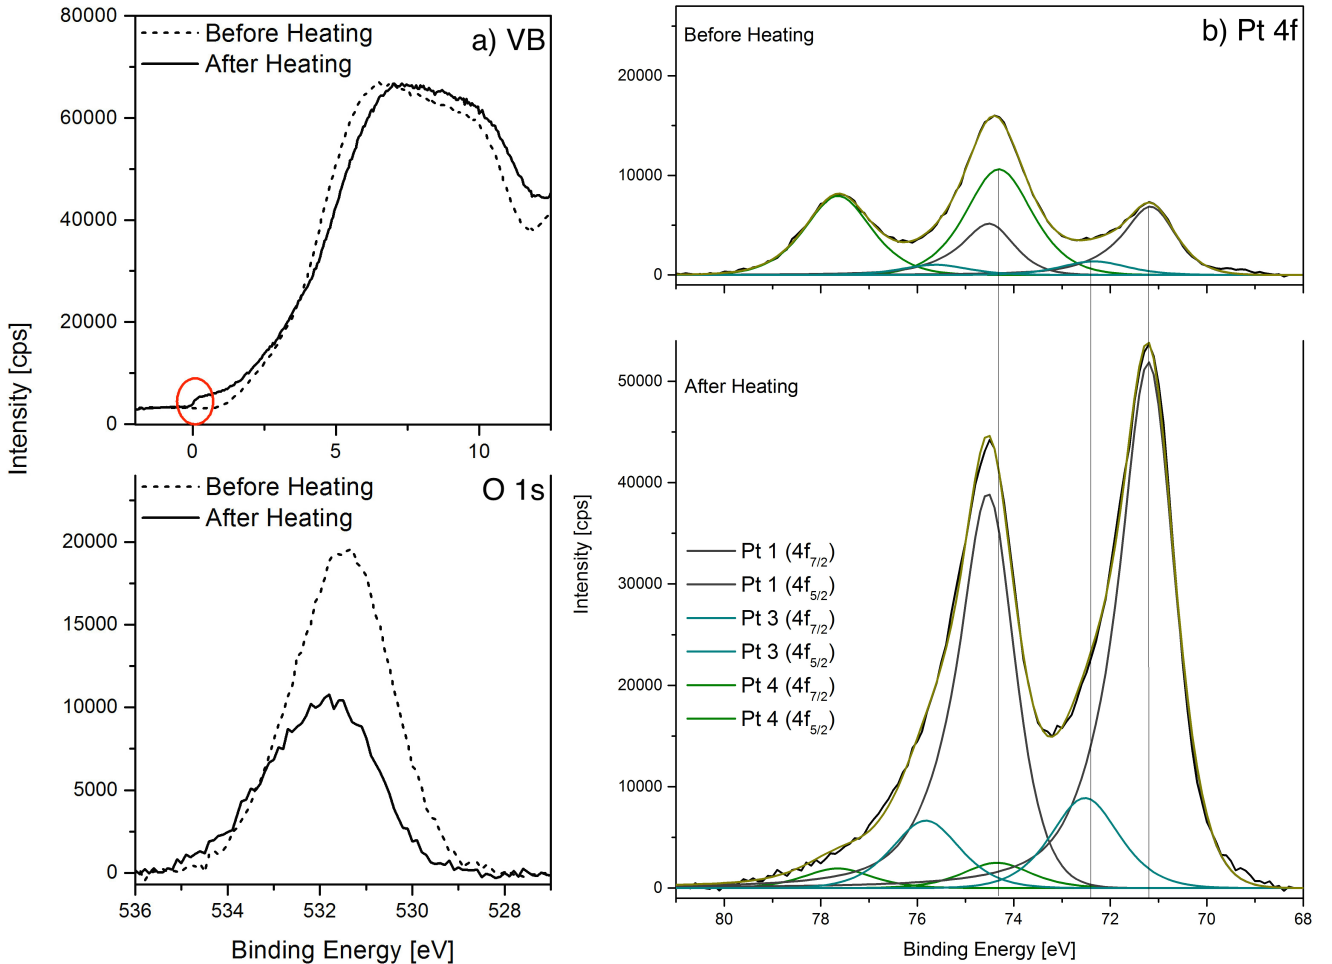 a) VB
Before Heating
After Heating
80000
60000
40000
20000
0
0
5
10
O 1s
Before Heating
After Heating
20000
15000
10000
5000
0
536
534
532
530
528
Intensity [cps]
Binding Energy [eV]
b) Pt 4f
Before Heating
20000
10000
0
After Heating
50000
40000
30000
20000
10000
0
Pt 1 (4f7/2)
Pt 1 (4f5/2)
Pt 3 (4f7/2)
Pt 3 (4f5/2)
Pt 4 (4f7/2)
Pt 4 (4f5/2)
80
78
76
74
72
70
68
Intensity [cps]
Binding Energy [eV]